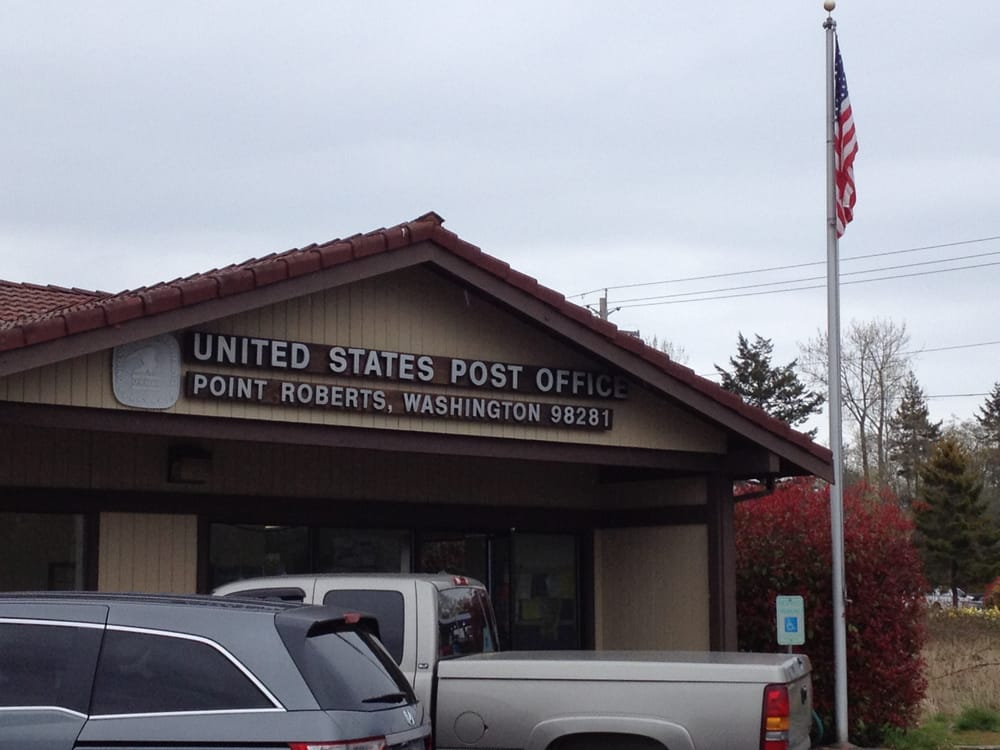 UNITED STATES POST OFFICE
POINT ROBERTS, WASHINGTON 98281